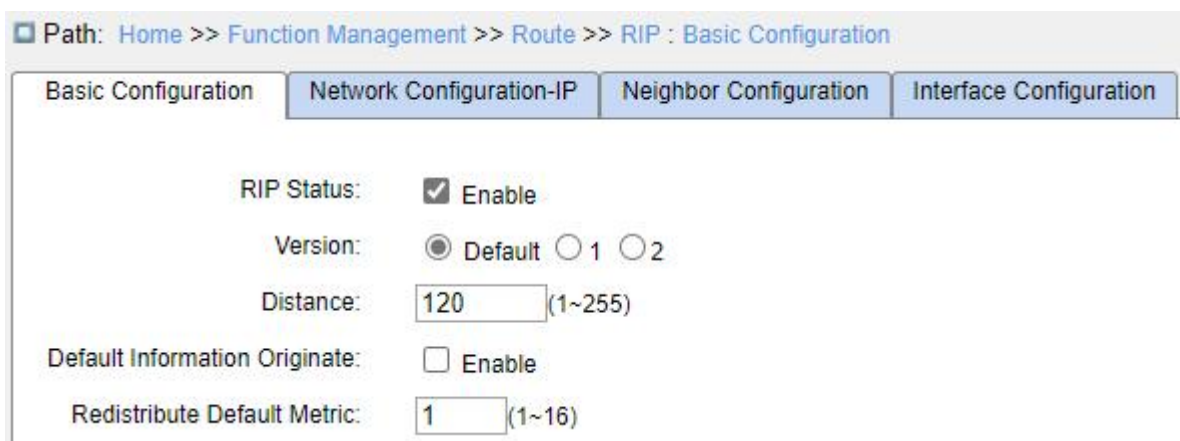 Path: Home >> Function Management >> Route >> RIP : Basic Configuration
Basic Configuration Network Configuration-IP Neighbor Configuration Interface Configuration
RIP Status: Enable
Version: Default 1 2
Distance: 120 (1~255)
Default Information Originate: Enable
Redistribute Default Metric: 1 (1~16)